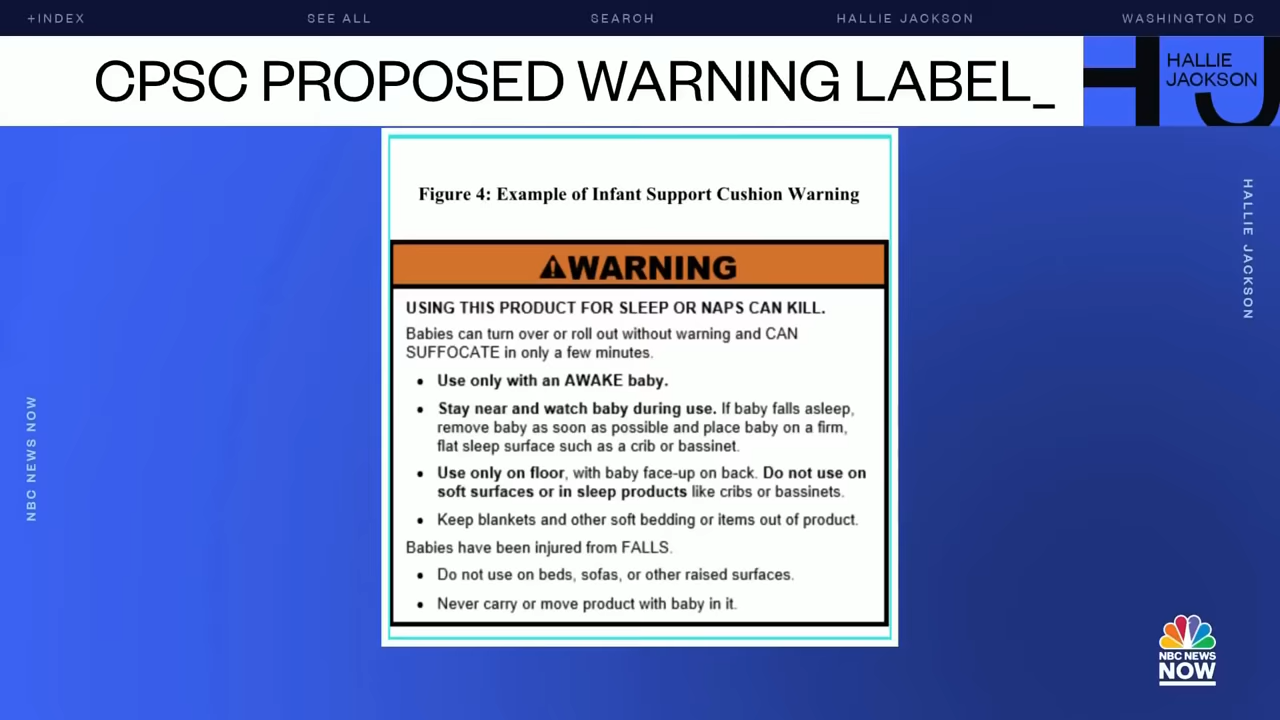 +INDEX
SEE ALL
SEARCH
HALLIE JACKSON
WASHINGTON DC
CPSC PROPOSED WARNING LABEL_
HJ
HALLIE
JACKSON
Figure 4: Example of Infant Support Cushion Warning
⚠WARNING
USING THIS PRODUCT FOR SLEEP OR NAPS CAN KILL.
Babies can turn over or roll out without warning and CAN
SUFFOCATE in only a few minutes.
• Use only with an AWAKE baby.
• Stay near and watch baby during use. If baby falls asleep,
remove baby as soon as possible and place baby on a firm,
flat sleep surface such as a crib or bassinet.
• Use only on floor, with baby face-up on back. Do not use on
soft surfaces or in sleep products like cribs or bassinets.
• Keep blankets and other soft bedding or items out of product.
Babies have been injured from FALLS.
• Do not use on beds, sofas, or other raised surfaces.
• Never carry or move product with baby in it.
HALLIE JACKSON
NBC NEWS NOW
NBC NEWS
NOW